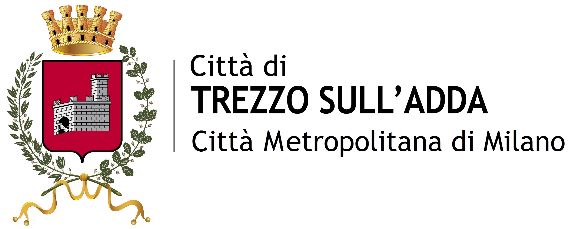 Città di
TREZZO SULL'ADDA
Città Metropolitana di Milano